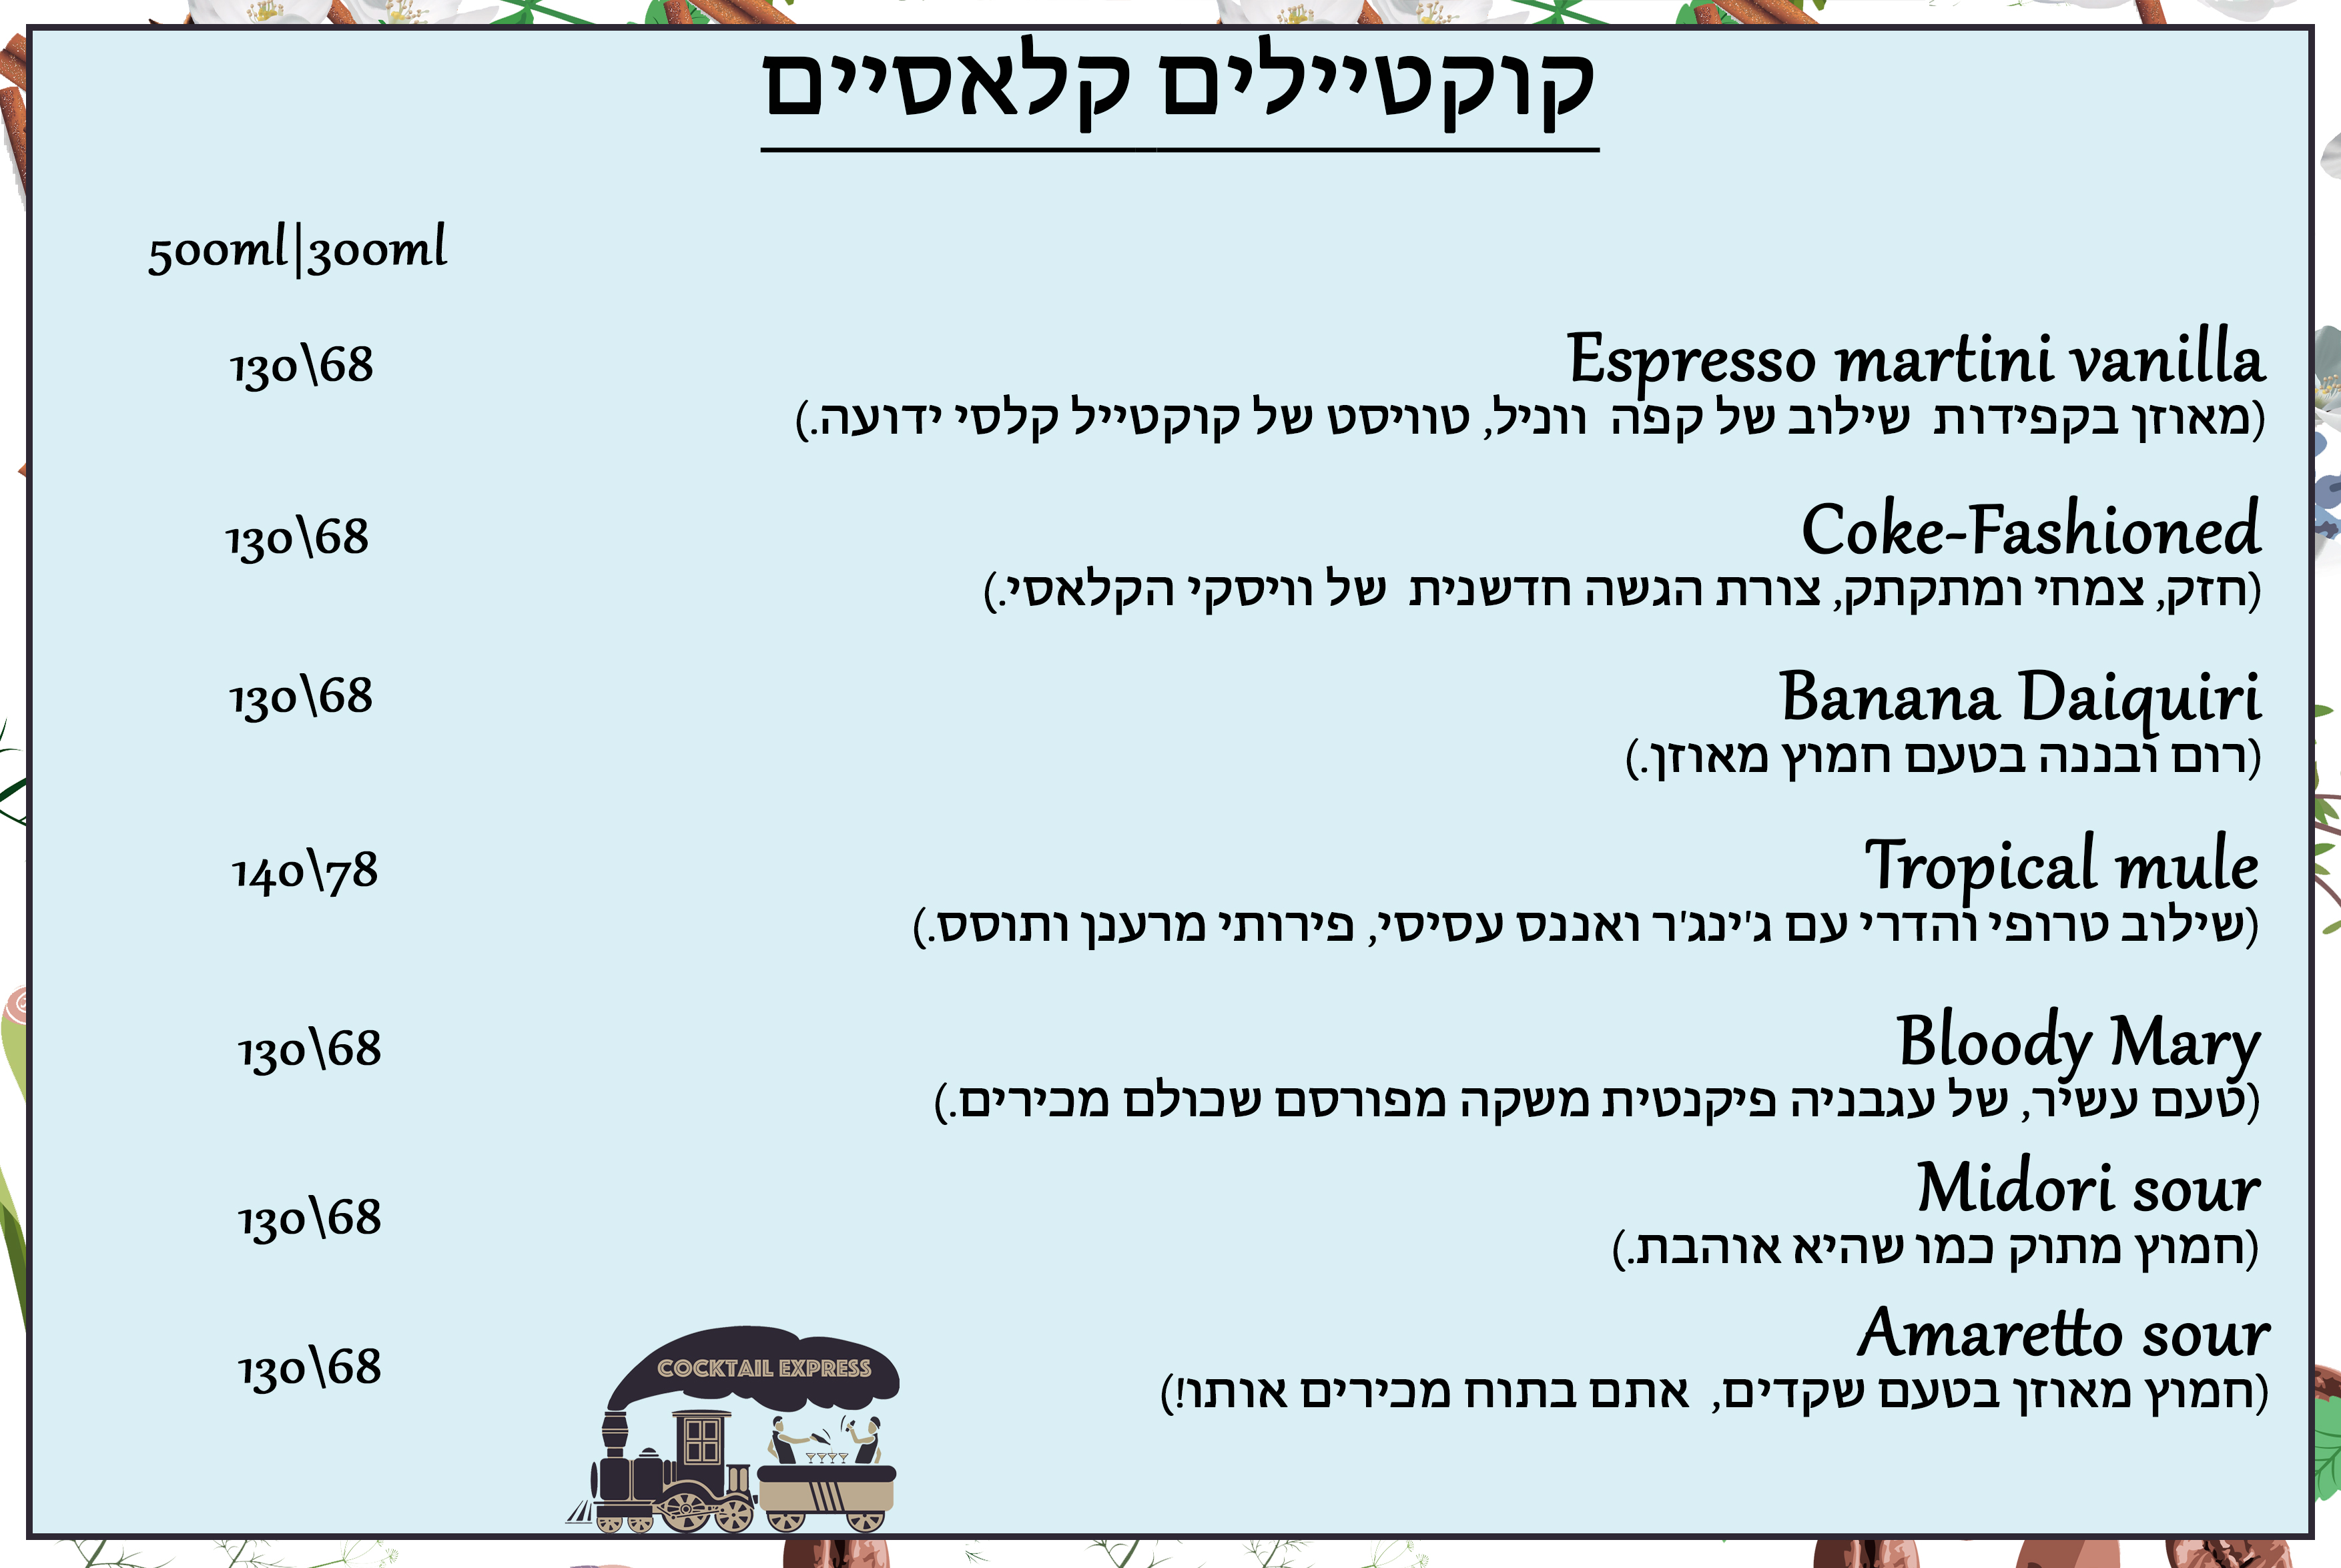 קוקטיילים קלאסיים
500ml|300ml
Espresso martini vanilla
130\68
(מאוזן בקפידות שילוב של קפה ווניל, טוויסט של קוקטייל קלסי ידועה.)
Coke-Fashioned
130\68
(חזק, צמחי ומתקתק, צורת הגשה חדשנית של וויסקי הקלאסי.)
Banana Daiquiri
130\68
(רום ובננה בטעם חמוץ מאוזן.)
Tropical mule
140\78
(שילוב טרופי והדרי עם ג'ינג'ר ואננס עסיסי, פירותי מרענן ותוסס.)
Bloody Mary
130\68
(טעם עשיר, של עגבניה פיקנטית משקה מפורסם שכולם מכירים.)
Midori sour
130\68
(חמוץ מתוק כמו שהיא אוהבת.)
Amaretto sour
130\68
(חמוץ מאוזן בטעם שקדים, אתם בתוח מכירים אותו!)
COCKTAIL EXPRESS